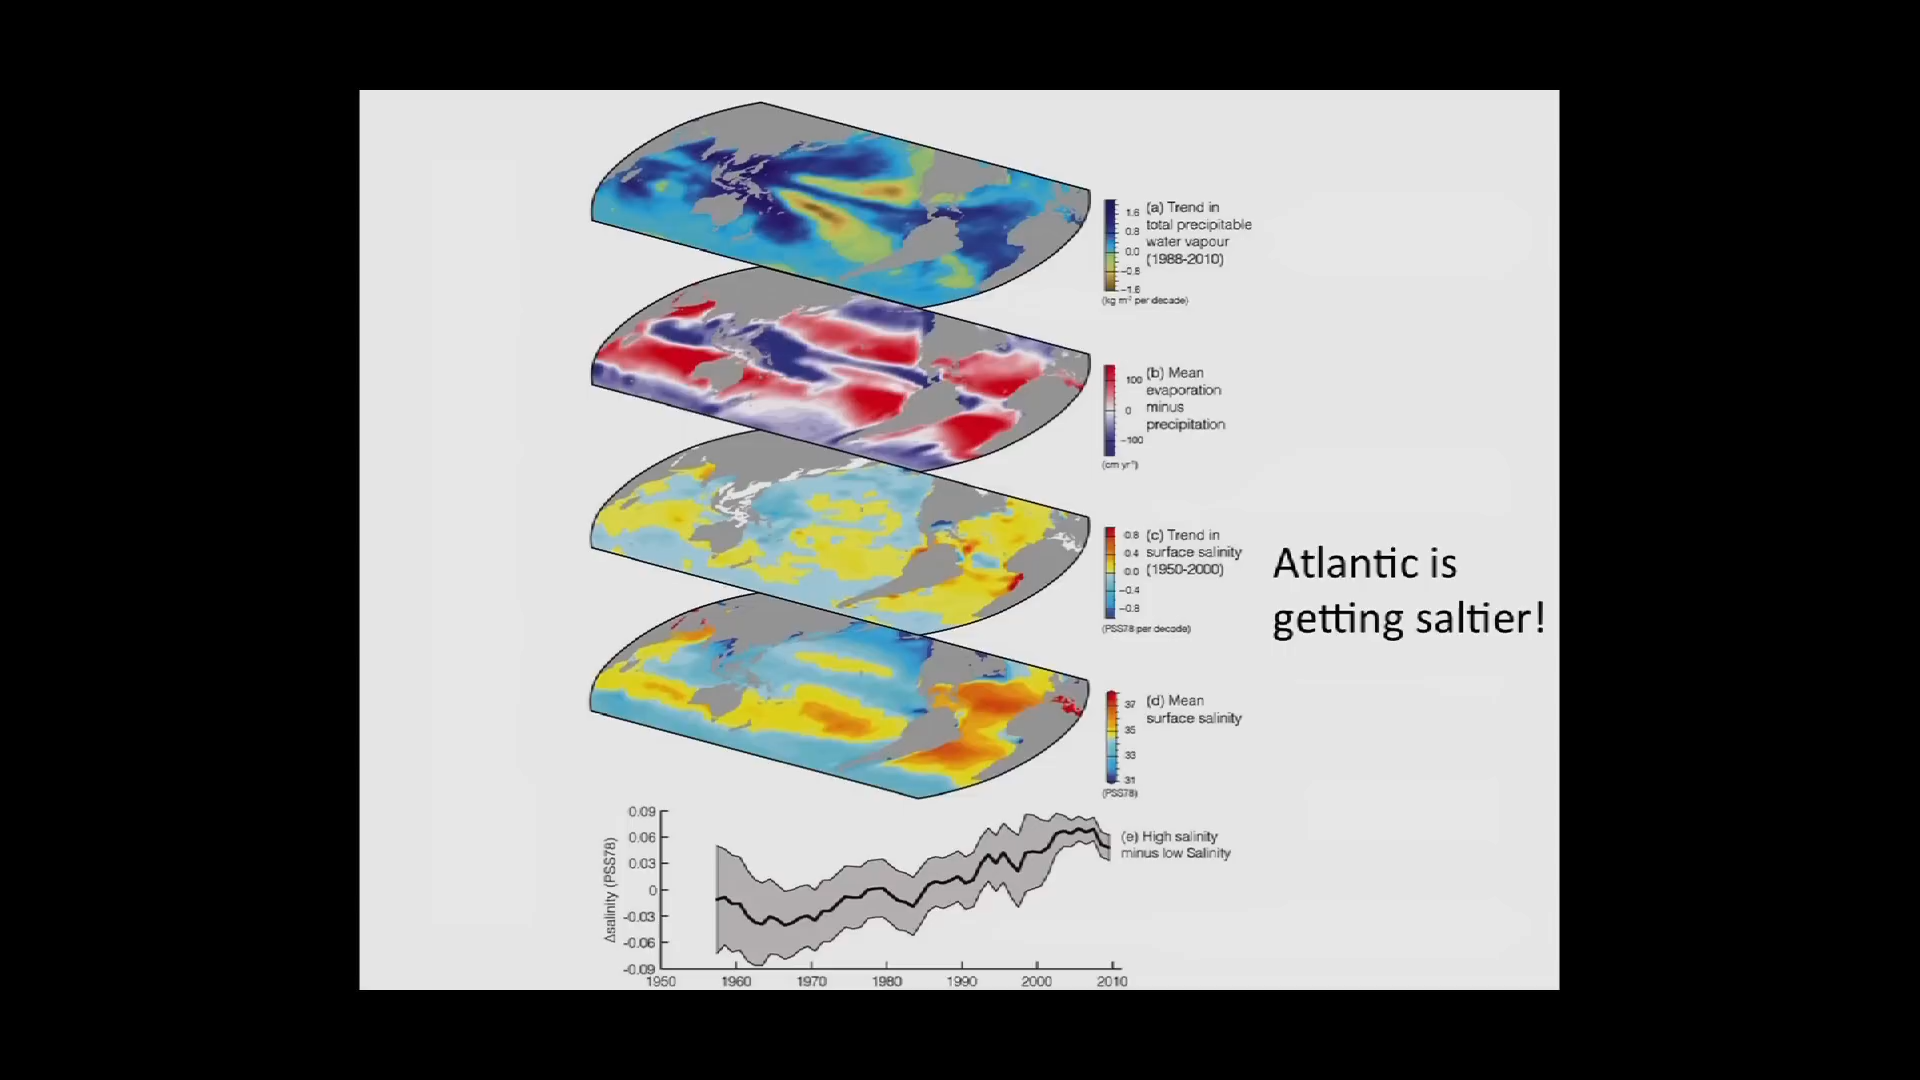 1.6
0.8
0.0
−0.8
−1.6
(kg m⁻² per decade)
(a) Trend in
total precipitable
water vapour
(1988-2010)
100
0
−100
(cm yr⁻¹)
(b) Mean
evaporation
minus
precipitation
0.8
0.4
0.0
−0.4
−0.8
(PSS78 per decade)
(c) Trend in
surface salinity
(1950-2000)
Atlantic is
getting saltier!
37
35
33
31
(PSS78)
(d) Mean
surface salinity
0.09
0.06
0.03
0
-0.03
-0.06
-0.09
Δsalinity (PSS78)
(e) High salinity
minus low Salinity
1950 1960 1970 1980 1990 2000 2010